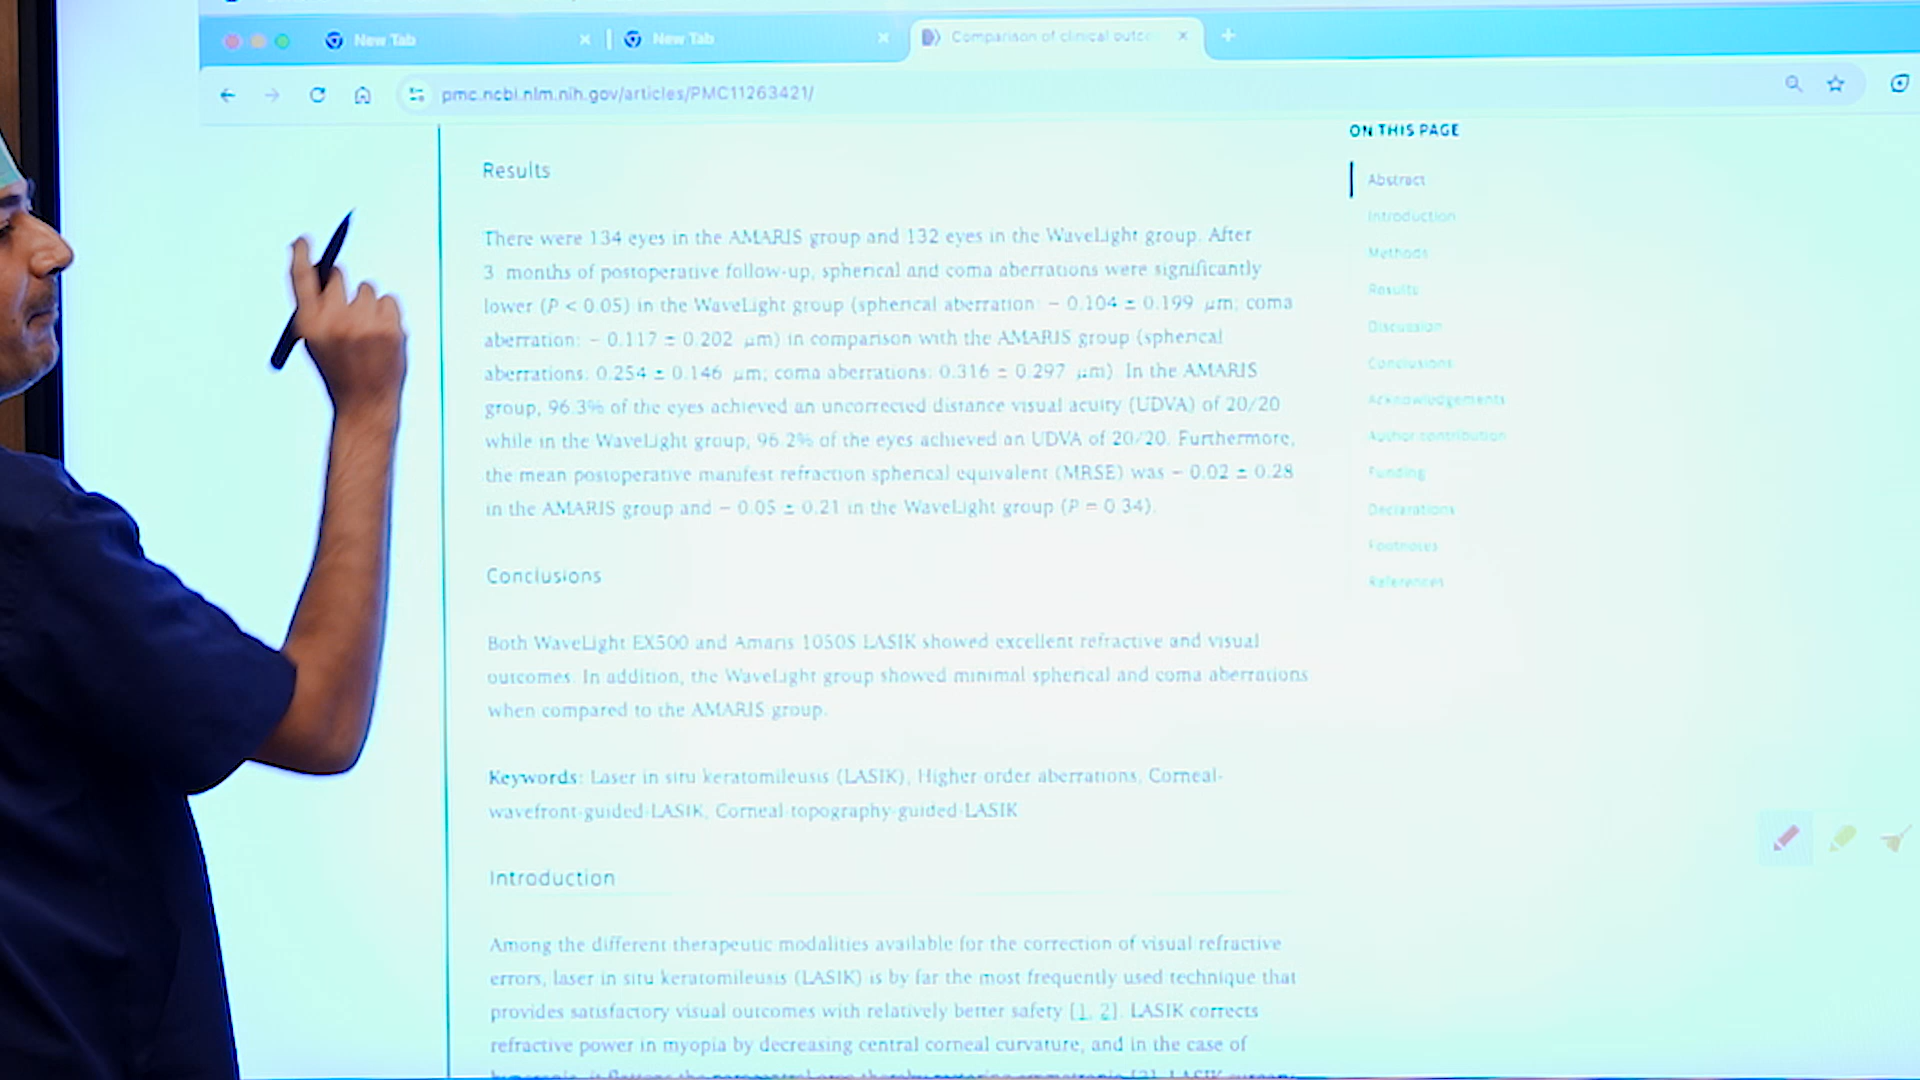 New Tab
New Tab
Comparison of clinical outc
pmc.ncbi.nlm.nih.gov/articles/PMC11263421/
Results
There were 134 eyes in the AMARIS group and 132 eyes in the WaveLight group. After
3 months of postoperative follow-up, spherical and coma aberrations were significantly
lower (P < 0.05) in the WaveLight group (spherical aberration: − 0.104 ± 0.199 μm; coma
aberration: − 0.117 ± 0.202 μm) in comparison with the AMARIS group (spherical
aberrations: 0.254 ± 0.146 μm; coma aberrations: 0.316 ± 0.297 μm). In the AMARIS
group, 96.3% of the eyes achieved an uncorrected distance visual acuity (UDVA) of 20/20
while in the WaveLight group, 96.2% of the eyes achieved an UDVA of 20/20. Furthermore,
the mean postoperative manifest refraction spherical equivalent (MRSE) was − 0.02 ± 0.28
in the AMARIS group and − 0.05 ± 0.21 in the WaveLight group (P = 0.34).
Conclusions
Both WaveLight EX500 and Amaris 1050S LASIK showed excellent refractive and visual
outcomes. In addition, the WaveLight group showed minimal spherical and coma aberrations
when compared to the AMARIS group.
Keywords: Laser in situ keratomileusis (LASIK), Higher order aberrations, Corneal-
wavefront-guided-LASIK, Corneal-topography-guided-LASIK
Introduction
Among the different therapeutic modalities available for the correction of visual refractive
errors, laser in situ keratomileusis (LASIK) is by far the most frequently used technique that
provides satisfactory visual outcomes with relatively better safety [1, 2]. LASIK corrects
refractive power in myopia by decreasing central corneal curvature, and in the case of
ON THIS PAGE
Abstract
Introduction
Methods
Results
Discussion
Conclusions
Acknowledgements
Author contribution
Funding
Declarations
Footnotes
References